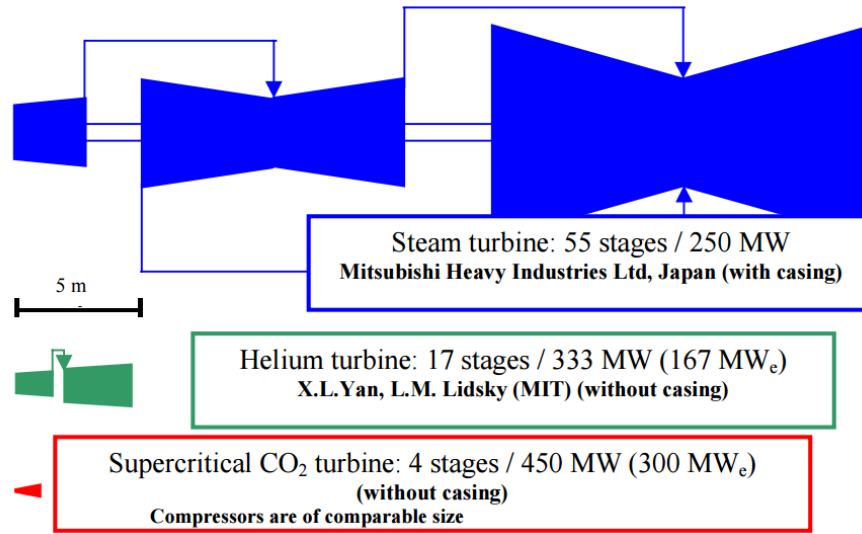 Steam turbine: 55 stages / 250 MW
Mitsubishi Heavy Industries Ltd, Japan (with casing)
5 m
Helium turbine: 17 stages / 333 MW (167 MWₑ)
X.L.Yan, L.M. Lidsky (MIT) (without casing)
Supercritical CO₂ turbine: 4 stages / 450 MW (300 MWₑ)
(without casing)
Compressors are of comparable size